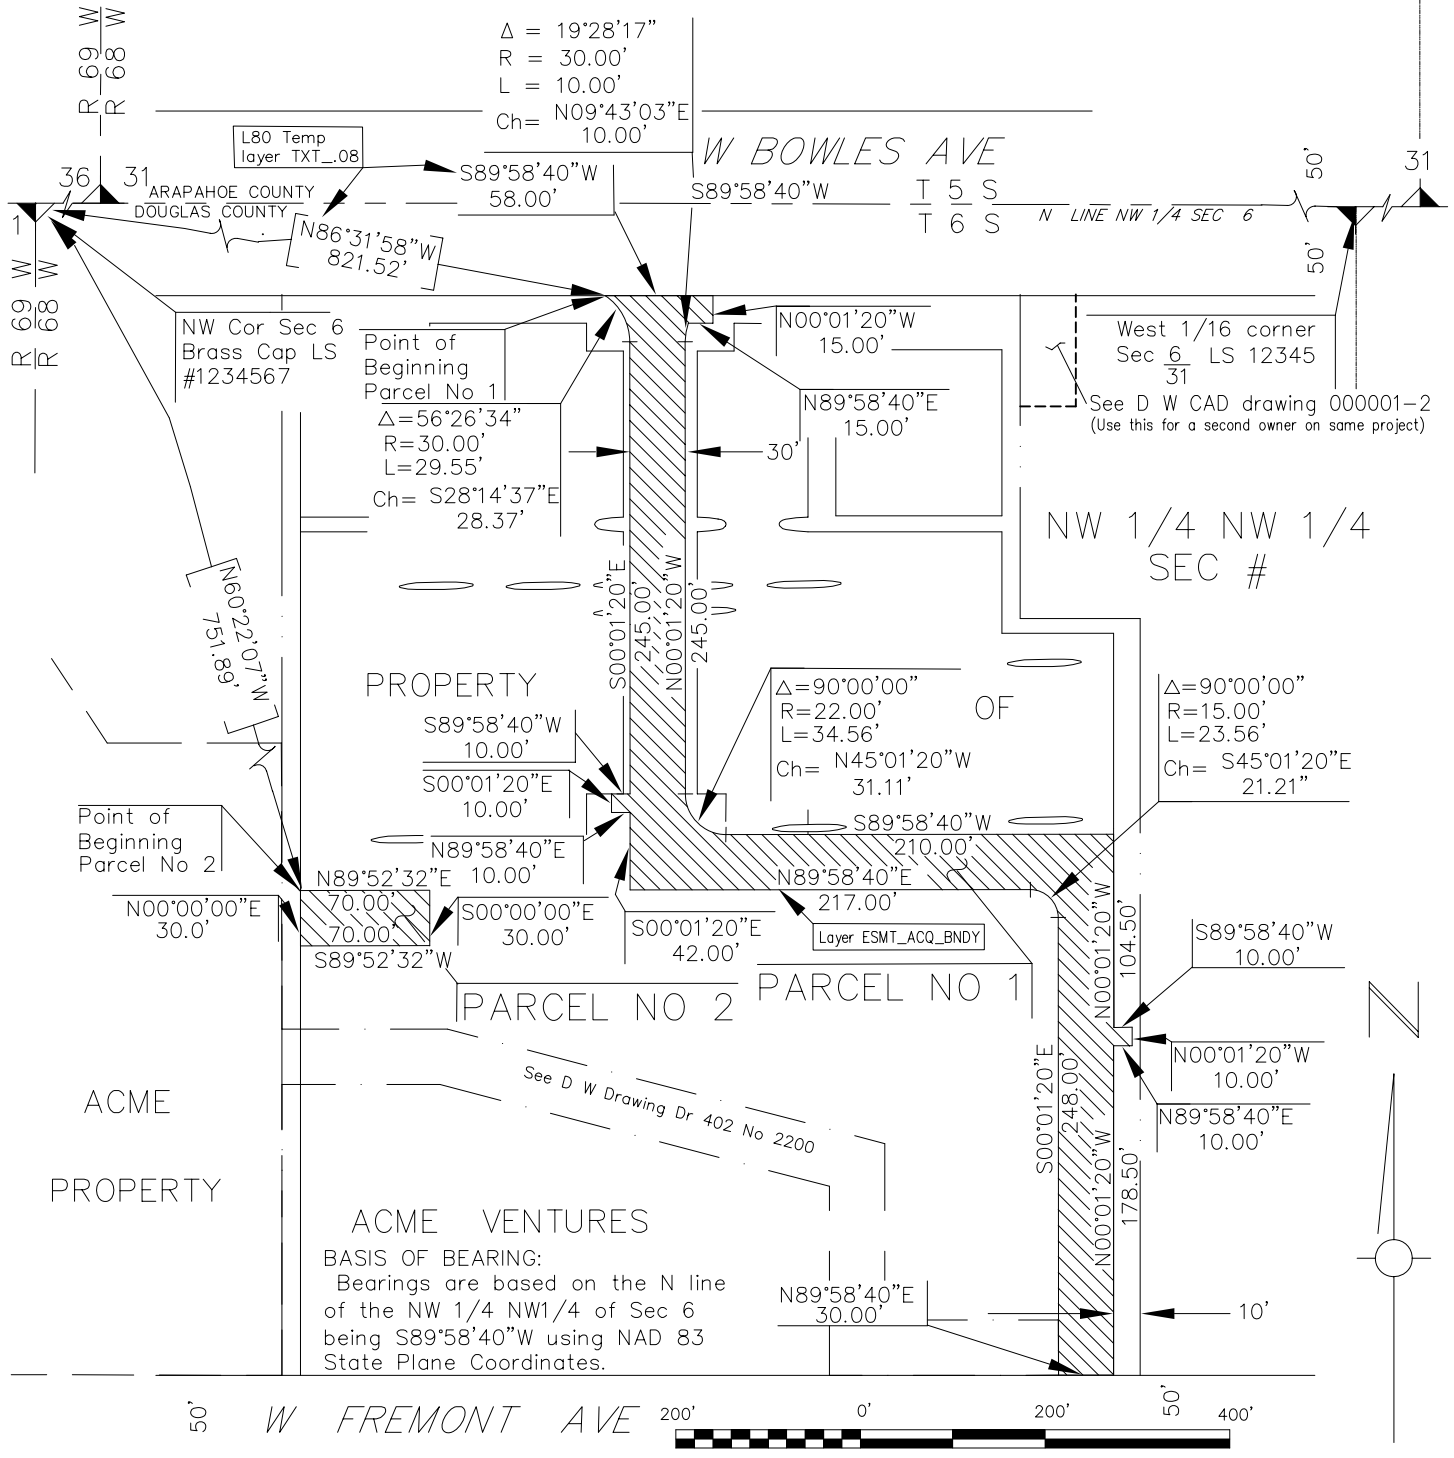 R 69 W
R 68 W
Δ = 19°28'17"
R = 30.00'
L = 10.00'
Ch= N09°43'03"E
10.00'
L80 Temp
layer TXT_.08
W BOWLES AVE
50'
31
36
31
ARAPAHOE COUNTY
DOUGLAS COUNTY
1
S89°58'40"W
58.00'
S89°58'40"W
T 5 S
T 6 S
N LINE NW 1/4 SEC 6
50'
N86°31'58"W
821.52'
R 69 W
R 68 W
NW Cor Sec 6
Brass Cap LS
#1234567
Point of
Beginning
Parcel No 1
N00°01'20"W
15.00'
West 1/16 corner
Sec 6 LS 12345
31
Δ=56°26'34"
R=30.00'
L=29.55'
Ch= S28°14'37"E
28.37'
N89°58'40"E
15.00'
See D W CAD drawing 000001-2
(Use this for a second owner on same project)
30'
NW 1/4 NW 1/4
SEC #
N60°22'07"W
751.89'
S00°01'20"E
245.00'
N00°01'20"W
245.00'
PROPERTY
OF
S89°58'40"W
10.00'
Δ=90°00'00"
R=22.00'
L=34.56'
Ch= N45°01'20"W
31.11'
Δ=90°00'00"
R=15.00'
L=23.56'
Ch= S45°01'20"E
21.21"
S00°01'20"E
10.00'
Point of
Beginning
Parcel No 2
N89°58'40"E
10.00'
S89°58'40"W
210.00'
N89°52'32"E
70.00'
N89°58'40"E
217.00'
N00°00'00"E
30.0'
70.00'
S89°52'32"W
S00°00'00"E
30.00'
S00°01'20"E
42.00'
Layer ESMT_ACQ_BNDY
N00°01'20"W
104.50'
S89°58'40"W
10.00'
PARCEL NO 2
PARCEL NO 1
N
S00°01'20"E
248.00'
N00°01'20"W
10.00'
See D W Drawing Dr 402 No 2200
N89°58'40"E
10.00'
ACME
PROPERTY
N00°01'20"W
178.50'
ACME VENTURES
BASIS OF BEARING:
Bearings are based on the N line
of the NW 1/4 NW1/4 of Sec 6
being S89°58'40"W using NAD 83
State Plane Coordinates.
N89°58'40"E
30.00'
10'
50'
W FREMONT AVE
200'
0'
200'
50'
400'